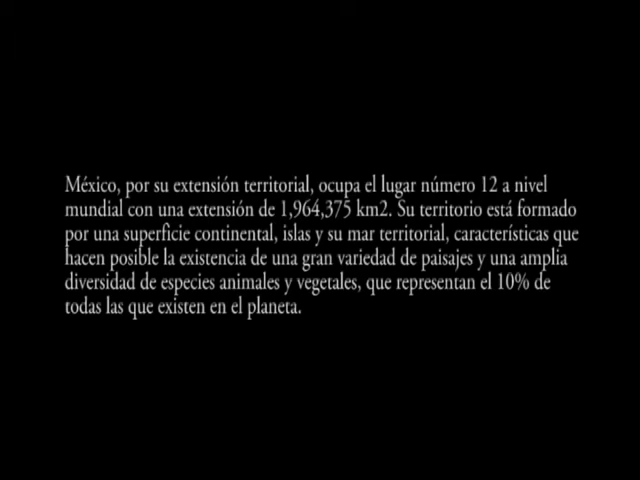 México, por su extensión territorial, ocupa el lugar número 12 a nivel
mundial con una extensión de 1,964,375 km2. Su territorio está formado
por una superficie continental, islas y su mar territorial, características que
hacen posible la existencia de una gran variedad de paisajes y una amplia
diversidad de especies animales y vegetales, que representan el 10% de
todas las que existen en el planeta.